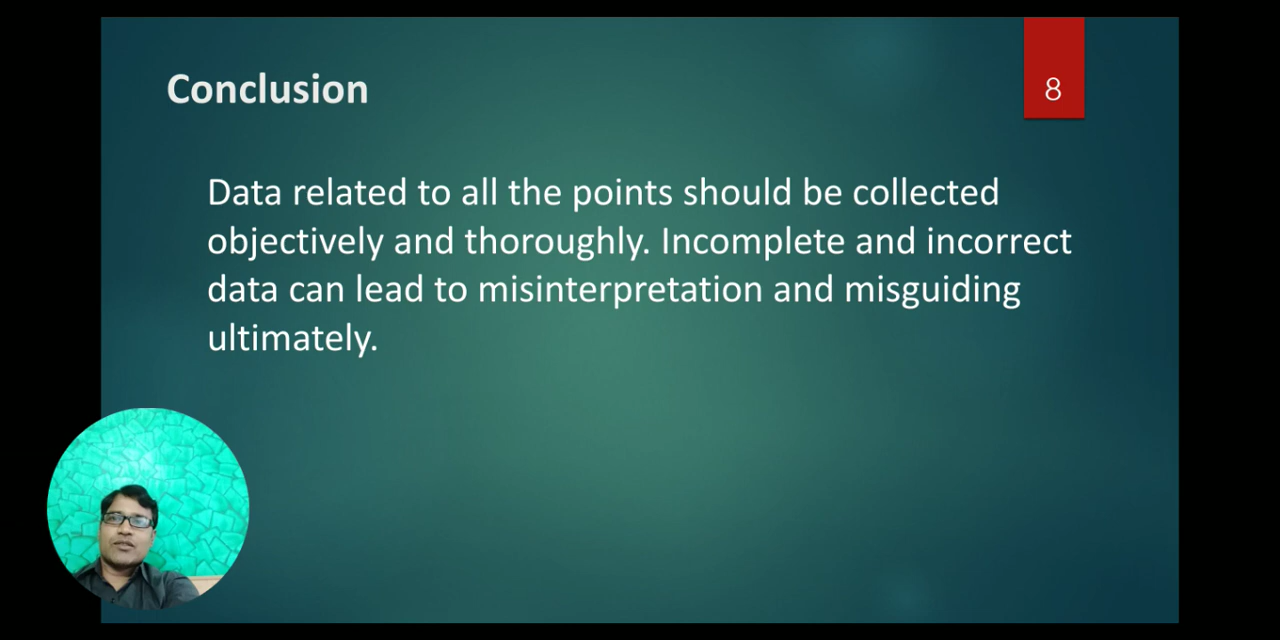 Conclusion
8
Data related to all the points should be collected
objectively and thoroughly. Incomplete and incorrect
data can lead to misinterpretation and misguiding
ultimately.